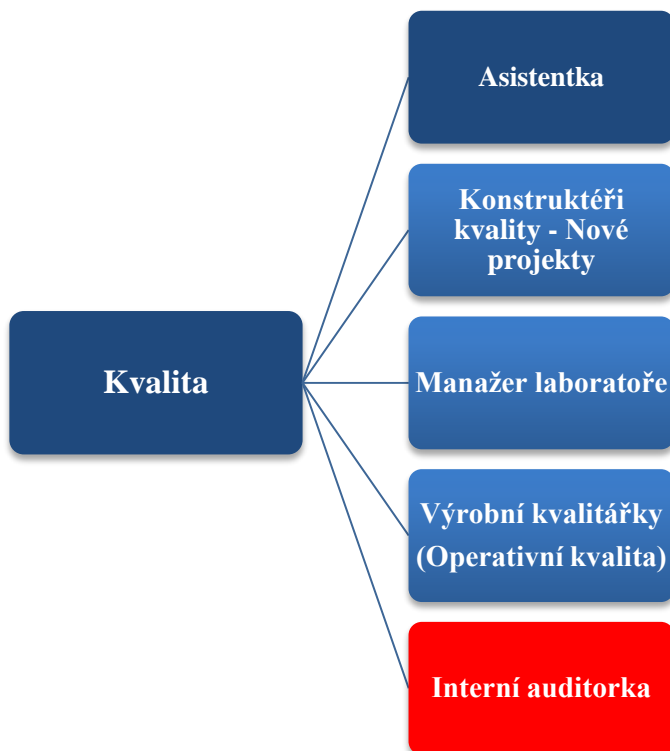 Asistentka
Konstruktéři
kvality - Nové
projekty
Kvalita
Manažer laboratoře
Výrobní kvalitářky
(Operativní kvalita)
Interní auditorka